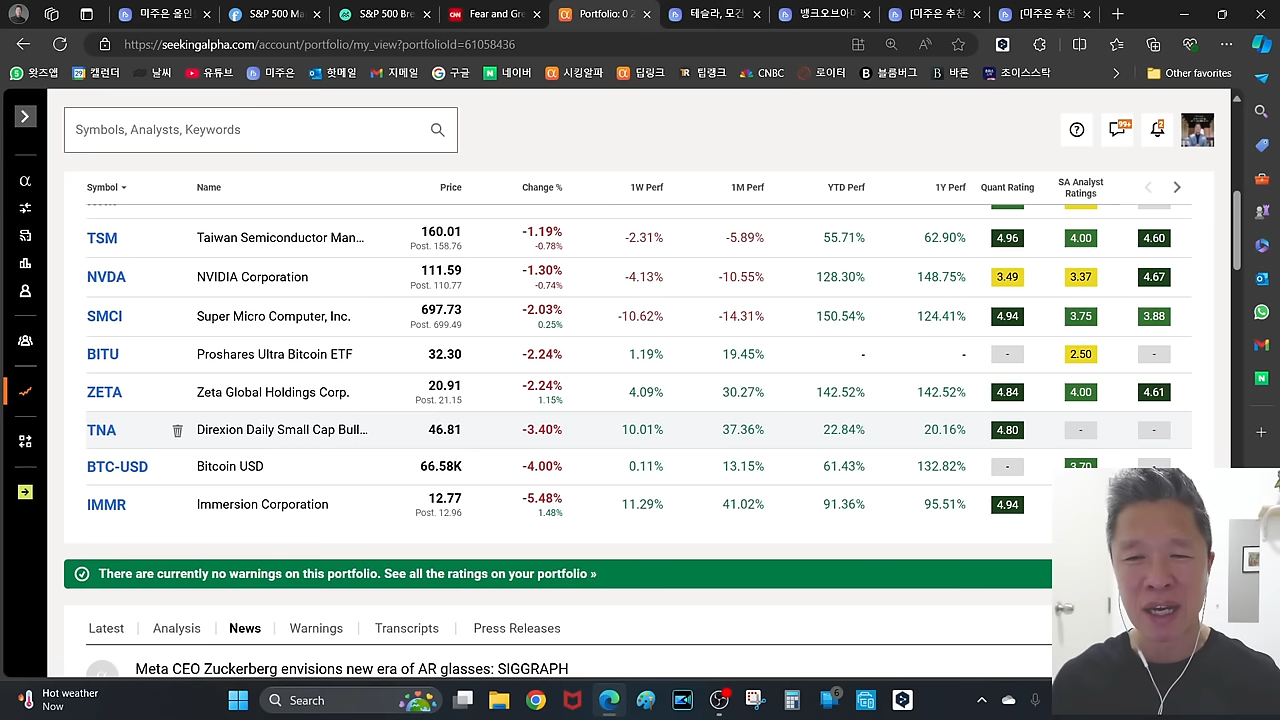 미주은 올인
S&P 500 Ma
S&P 500 Bre
Fear and Gre
Portfolio: 0 2
테슬라, 모건
뱅크오브아메
[미주은 추천
[미주은 추천
https://seekingalpha.com/account/portfolio/my_view?portfolioId=61058436
왓츠앱 캘린더 날씨 유튜브 미주은 핫메일 지메일 구글 네이버 시킹알파 딥링크 팁랭크 CNBC 로이터 블룸버그 바론 조이스스탁 Other favorites
Symbols, Analysts, Keywords
99+
2
Symbol Name Price Change % 1W Perf 1M Perf YTD Perf 1Y Perf Quant Rating SA Analyst Ratings
TSM Taiwan Semiconductor Man... 160.01 -1.19% -2.31% -5.89% 55.71% 62.90% 4.96 4.00 4.60
Post. 158.76 -0.78%
NVDA NVIDIA Corporation 111.59 -1.30% -4.13% -10.55% 128.30% 148.75% 3.49 3.37 4.67
Post. 110.77 -0.74%
SMCI Super Micro Computer, Inc. 697.73 -2.03% -10.62% -14.31% 150.54% 124.41% 4.94 3.75 3.88
Post. 699.49 0.25%
BITU Proshares Ultra Bitcoin ETF 32.30 -2.24% 1.19% 19.45% - - - 2.50 -
ZETA Zeta Global Holdings Corp. 20.91 -2.24% 4.09% 30.27% 142.52% 142.52% 4.84 4.00 4.61
Post. 21.15 1.15%
TNA Direxion Daily Small Cap Bull... 46.81 -3.40% 10.01% 37.36% 22.84% 20.16% 4.80 - -
BTC-USD Bitcoin USD 66.58K -4.00% 0.11% 13.15% 61.43% 132.82% - 3.70
IMMR Immersion Corporation 12.77 -5.48% 11.29% 41.02% 91.36% 95.51% 4.94
Post. 12.96 1.48%
There are currently no warnings on this portfolio. See all the ratings on your portfolio »
Latest Analysis News Warnings Transcripts Press Releases
Meta CEO Zuckerberg envisions new era of AR glasses: SIGGRAPH
Hot weather
Now
Search
6